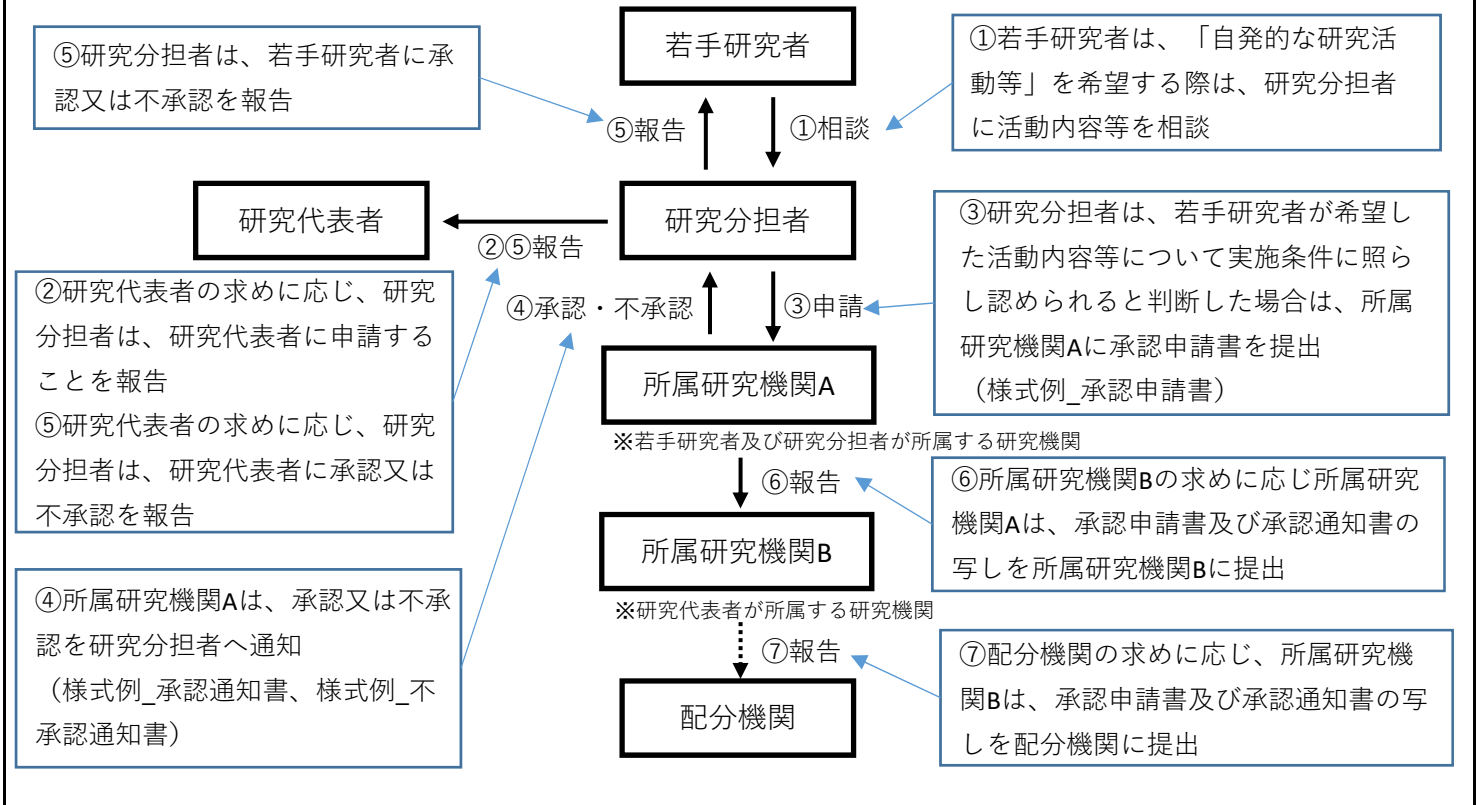 ⑤研究分担者は、若手研究者に承
認又は不承認を報告
若手研究者
①若手研究者は、「自発的な研究活
動等」を希望する際は、研究分担者
に活動内容等を相談
⑤報告
①相談
研究代表者
研究分担者
②⑤報告
③研究分担者は、若手研究者が希望し
た活動内容等について実施条件に照ら
し認められると判断した場合は、所属
研究機関Aに承認申請書を提出
（様式例_承認申請書）
②研究代表者の求めに応じ、研究
分担者は、研究代表者に申請する
ことを報告
⑤研究代表者の求めに応じ、研究
分担者は、研究代表者に承認又は
不承認を報告
④承認・不承認
③申請
所属研究機関A
※若手研究者及び研究分担者が所属する研究機関
⑥報告
⑥所属研究機関Bの求めに応じ所属研究
機関Aは、承認申請書及び承認通知書の
写しを所属研究機関Bに提出
所属研究機関B
※研究代表者が所属する研究機関
④所属研究機関Aは、承認又は不承
認を研究分担者へ通知
（様式例_承認通知書、様式例_不
承認通知書）
⑦報告
⑦配分機関の求めに応じ、所属研究機
関Bは、承認申請書及び承認通知書の写
しを配分機関に提出
配分機関